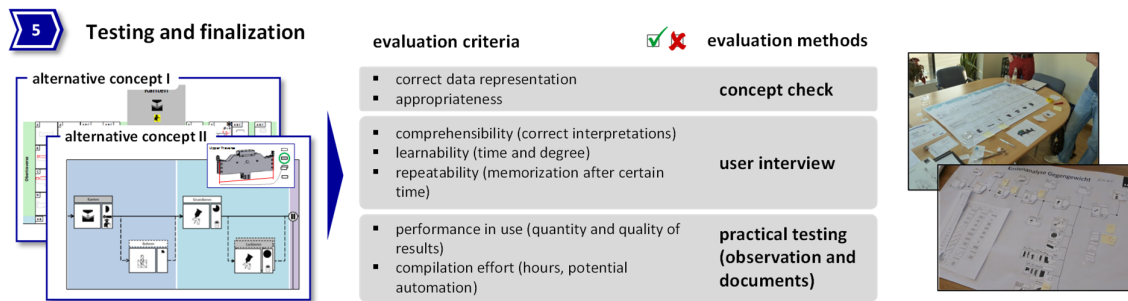 5
Testing and finalization
alternative concept I
Kanten
alternative concept II
Upper Traverse
evaluation criteria
evaluation methods
▪ correct data representation
▪ appropriateness
concept check
▪ comprehensibility (correct interpretations)
▪ learnability (time and degree)
▪ repeatability (memorization after certain
time)
user interview
▪ performance in use (quantity and quality of
results)
▪ compilation effort (hours, potential
automation)
practical testing
(observation and
documents)